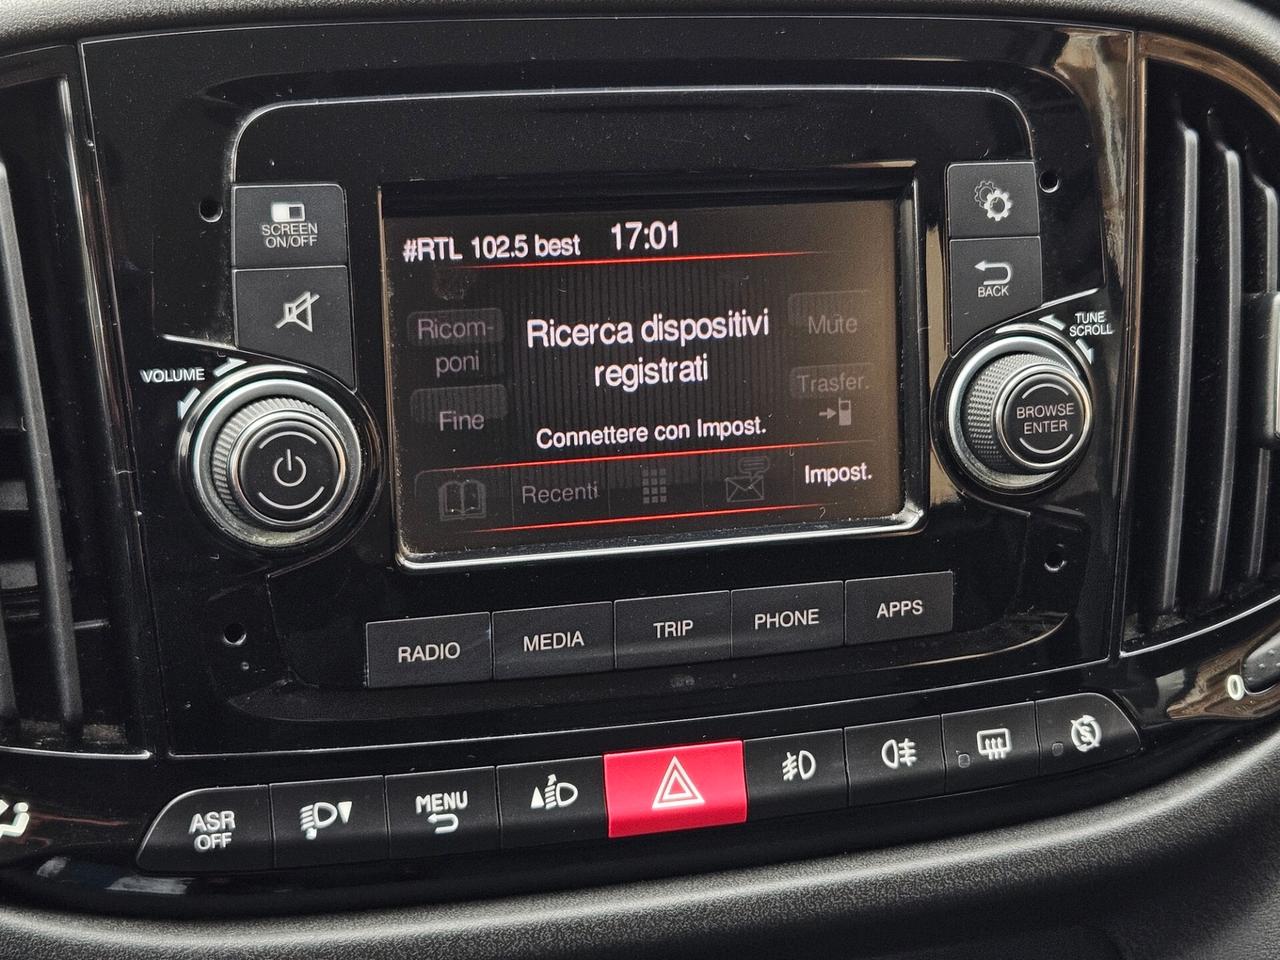 SCREEN
ON/OFF
VOLUME
#RTL 102.5 best 17:01
Ricom-
poni
Ricerca dispositivi
registrati
Mute
Fine
Trasfer.
Connettere con Impost.
Recenti
Impost.
BACK
TUNE
SCROLL
BROWSE
ENTER
RADIO
MEDIA
TRIP
PHONE
APPS
ASR
OFF
MENU
0